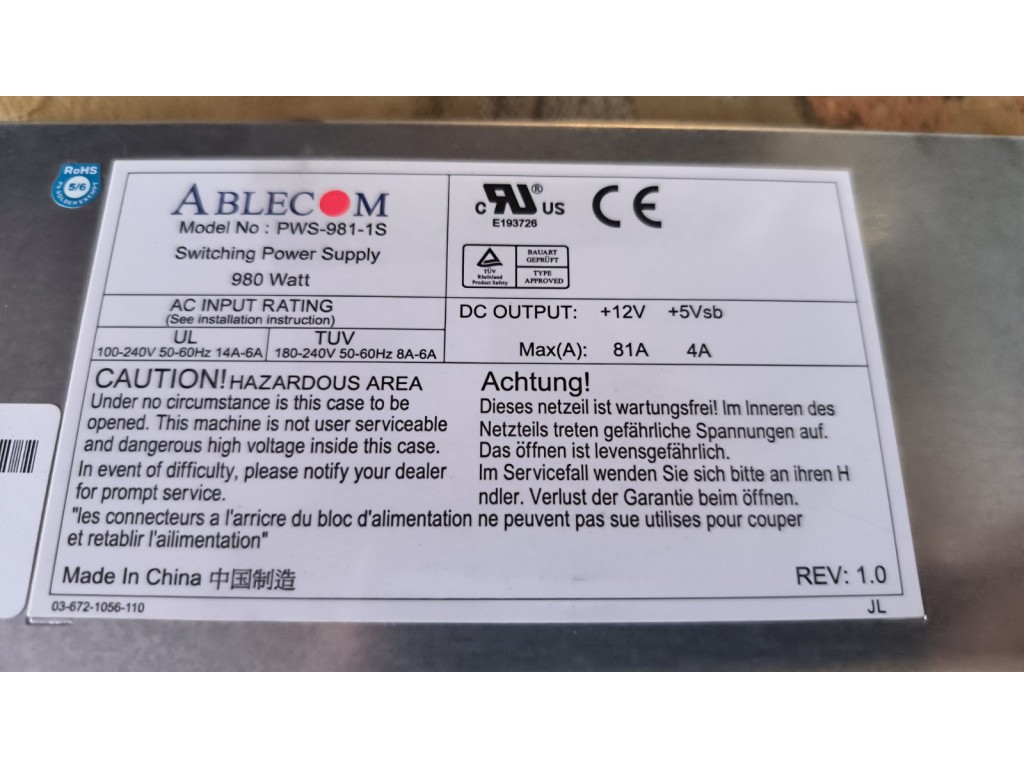 RoHS
5/6
Pb SOLDER EXEMPT
ABLECOM
Model No : PWS-981-1S
Switching Power Supply
980 Watt
C RU ® US
E193726
CE
TÜV
Rheinland
Product Safety
BAUART
GEPRÜFT
TYPE
APPROVED
AC INPUT RATING
(See installation instruction)
UL
100-240V 50-60Hz 14A-6A
TUV
180-240V 50-60Hz 8A-6A
DC OUTPUT: +12V +5Vsb
Max(A): 81A 4A
CAUTION! HAZARDOUS AREA
Under no circumstance is this case to be
opened. This machine is not user serviceable
and dangerous high voltage inside this case.
In event of difficulty, please notify your dealer
for prompt service.
Achtung!
Dieses netzeil ist wartungsfrei! Im Inneren des
Netzteils treten gefährliche Spannungen auf.
Das öffnen ist levensgefährlich.
Im Servicefall wenden Sie sich bitte an ihren H
ndler. Verlust der Garantie beim öffnen.
"les connecteurs a l'arricre du bloc d'alimentation ne peuvent pas sue utilises pour couper
et retablir l'ailimentation"
Made In China 中国制造
REV: 1.0
03-672-1056-110
JL